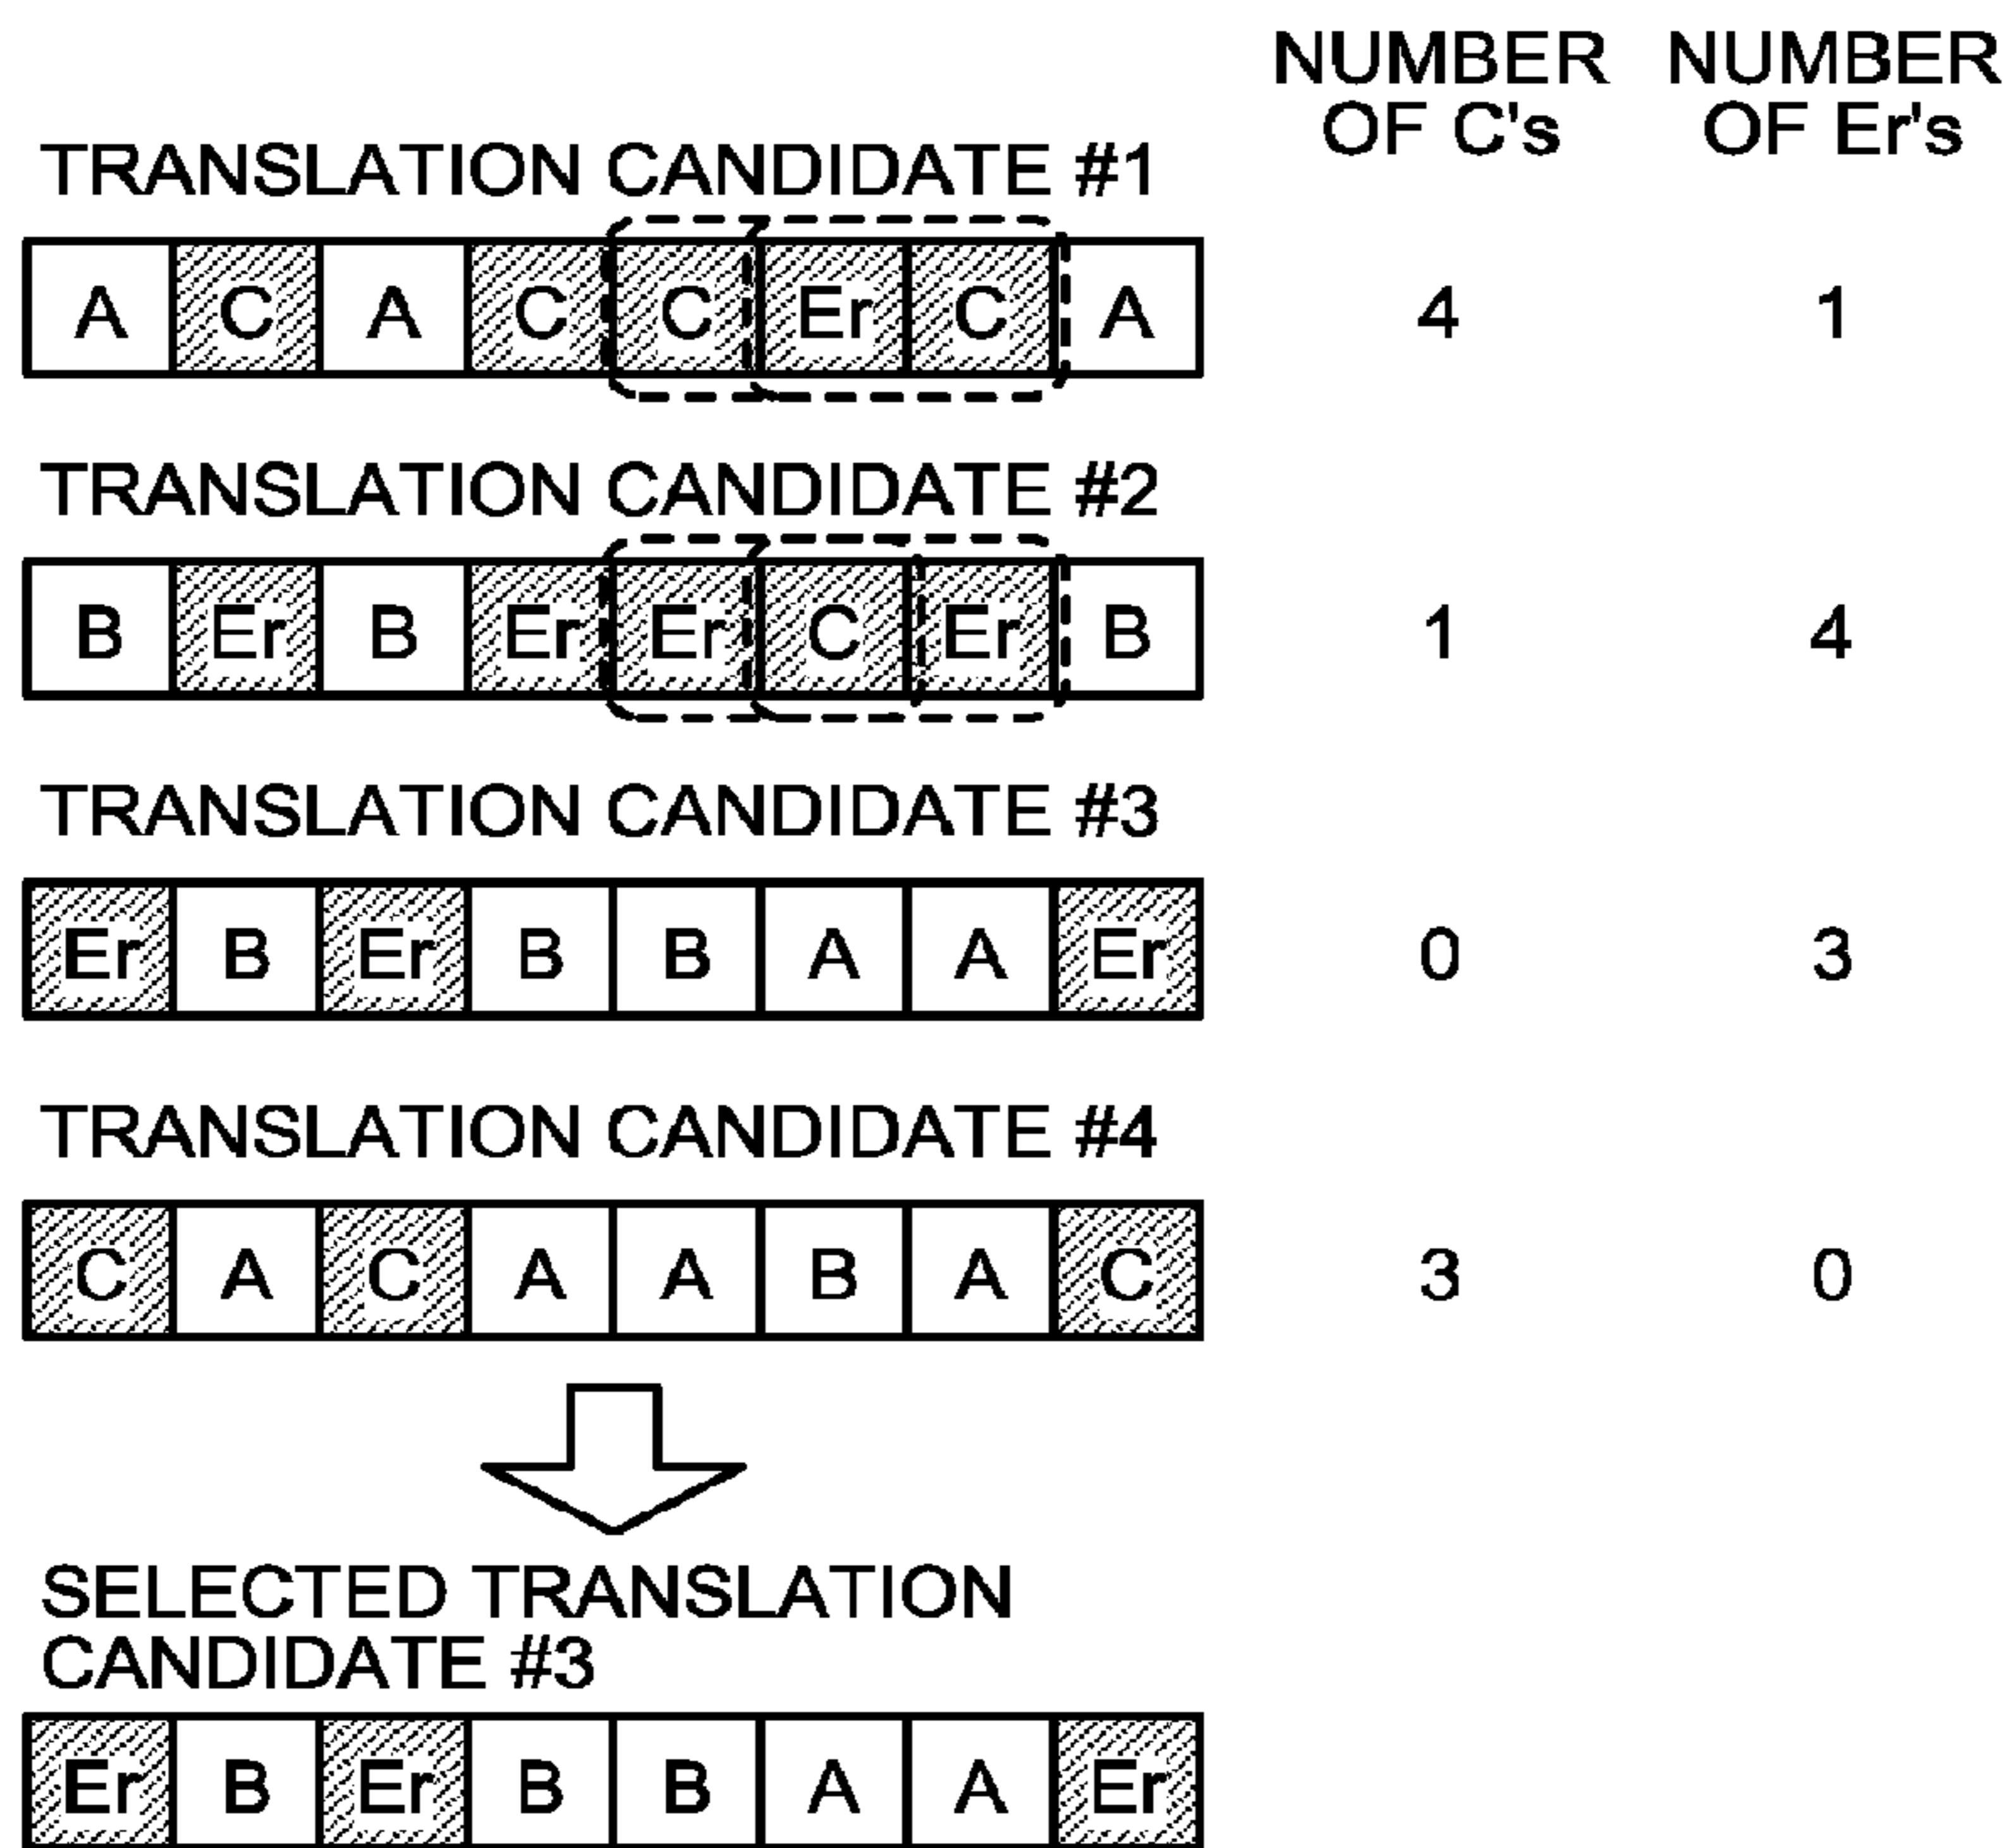 NUMBER OF C's NUMBER OF Er's
TRANSLATION CANDIDATE #1
A C A C C Er C A 4 1
TRANSLATION CANDIDATE #2
B Er B Er Er C Er B 1 4
TRANSLATION CANDIDATE #3
Er B Er B B A A Er 0 3
TRANSLATION CANDIDATE #4
C A C A A B A C 3 0
SELECTED TRANSLATION
CANDIDATE #3
Er B Er B B A A Er